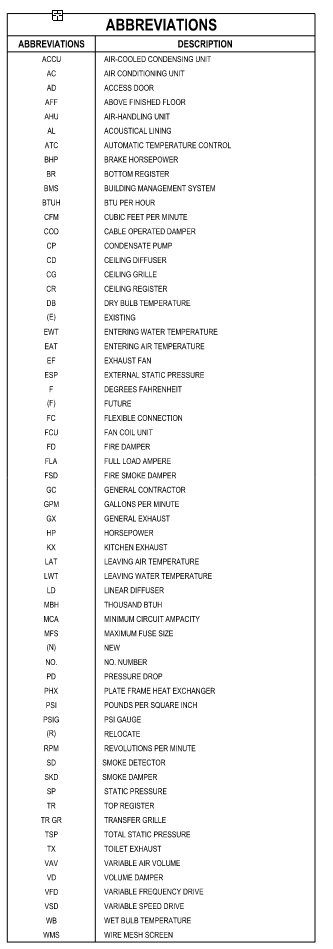 ABBREVIATIONS
ABBREVIATIONS DESCRIPTION
ACCU AIR-COOLED CONDENSING UNIT
AC AIR CONDITIONING UNIT
AD ACCESS DOOR
AFF ABOVE FINISHED FLOOR
AHU AIR-HANDLING UNIT
AL ACOUSTICAL LINING
ATC AUTOMATIC TEMPERATURE CONTROL
BHP BRAKE HORSEPOWER
BR BOTTOM REGISTER
BMS BUILDING MANAGEMENT SYSTEM
BTUH BTU PER HOUR
CFM CUBIC FEET PER MINUTE
COD CABLE OPERATED DAMPER
CP CONDENSATE PUMP
CD CEILING DIFFUSER
CG CEILING GRILLE
CR CEILING REGISTER
DB DRY BULB TEMPERATURE
(E) EXISTING
EWT ENTERING WATER TEMPERATURE
EAT ENTERING AIR TEMPERATURE
EF EXHAUST FAN
ESP EXTERNAL STATIC PRESSURE
F DEGREES FAHRENHEIT
(F) FUTURE
FC FLEXIBLE CONNECTION
FCU FAN COIL UNIT
FD FIRE DAMPER
FLA FULL LOAD AMPERE
FSD FIRE SMOKE DAMPER
GC GENERAL CONTRACTOR
GPM GALLONS PER MINUTE
GX GENERAL EXHAUST
HP HORSEPOWER
KX KITCHEN EXHAUST
LAT LEAVING AIR TEMPERATURE
LWT LEAVING WATER TEMPERATURE
LD LINEAR DIFFUSER
MBH THOUSAND BTUH
MCA MINIMUM CIRCUIT AMPACITY
MFS MAXIMUM FUSE SIZE
(N) NEW
NO. NO. NUMBER
PD PRESSURE DROP
PHX PLATE FRAME HEAT EXCHANGER
PSI POUNDS PER SQUARE INCH
PSIG PSI GAUGE
(R) RELOCATE
RPM REVOLUTIONS PER MINUTE
SD SMOKE DETECTOR
SKD SMOKE DAMPER
SP STATIC PRESSURE
TR TOP REGISTER
TR GR TRANSFER GRILLE
TSP TOTAL STATIC PRESSURE
TX TOILET EXHAUST
VAV VARIABLE AIR VOLUME
VD VOLUME DAMPER
VFD VARIABLE FREQUENCY DRIVE
VSD VARIABLE SPEED DRIVE
WB WET BULB TEMPERATURE
WMS WIRE MESH SCREEN